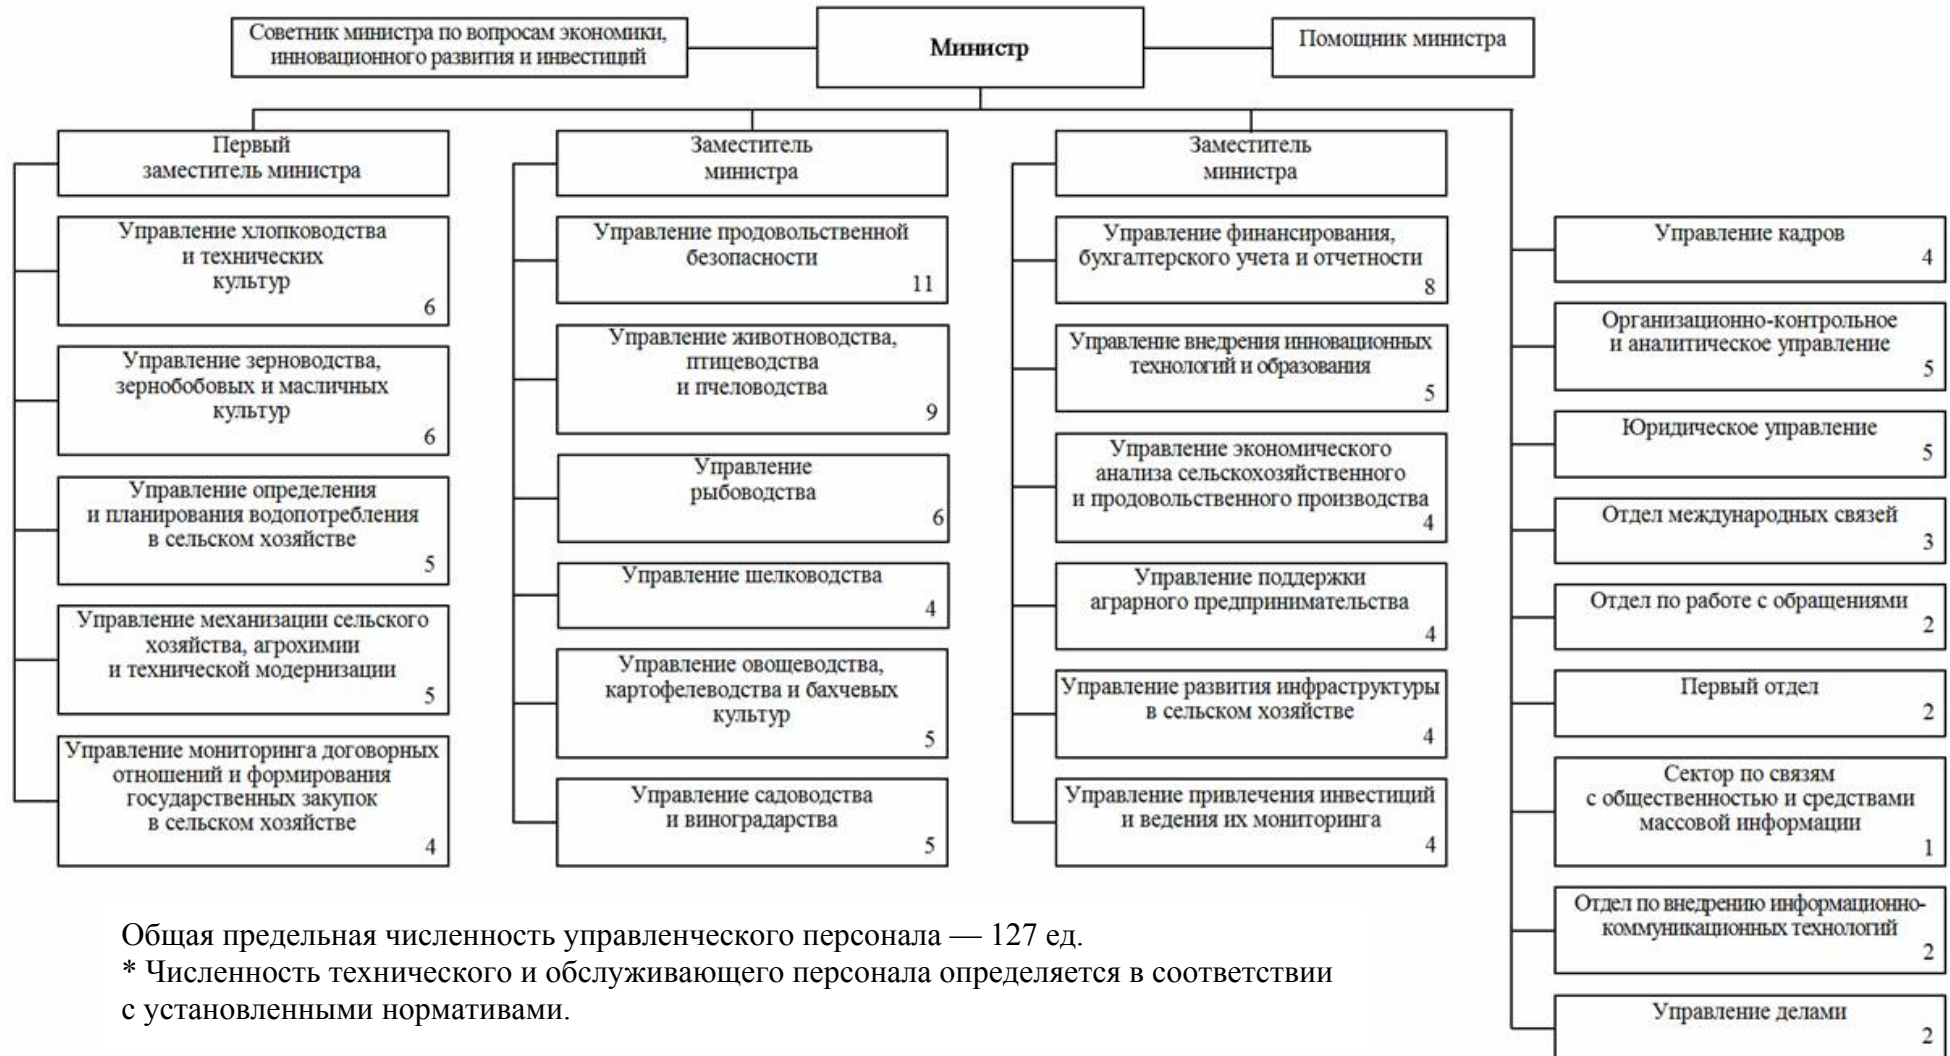 Советник министра по вопросам экономики,
инновационного развития и инвестиций
Министр
Помощник министра
Первый
заместитель министра
Управление хлопководства
и технических
культур
6
Управление зерноводства,
зернобобовых и масличных
культур
6
Управление определения
и планирования водопотребления
в сельском хозяйстве
5
Управление механизации сельского
хозяйства, агрохимии
и технической модернизации
5
Управление мониторинга договорных
отношений и формирования
государственных закупок
в сельском хозяйстве
4
Заместитель
министра
Управление продовольственной
безопасности
11
Управление животноводства,
птицеводства
и пчеловодства
9
Управление
рыбоводства
6
Управление шелководства
4
Управление овощеводства,
картофелеводства и бахчевых
культур
5
Управление садоводства
и виноградарства
5
Заместитель
министра
Управление финансирования,
бухгалтерского учета и отчетности
8
Управление внедрения инновационных
технологий и образования
5
Управление экономического
анализа сельскохозяйственного
и продовольственного производства
4
Управление поддержки
аграрного предпринимательства
4
Управление развития инфраструктуры
в сельском хозяйстве
4
Управление привлечения инвестиций
и ведения их мониторинга
4
Управление кадров
4
Организационно-контрольное
и аналитическое управление
5
Юридическое управление
5
Отдел международных связей
3
Отдел по работе с обращениями
2
Первый отдел
2
Сектор по связям
с общественностью и средствами
массовой информации
1
Отдел по внедрению информационно-
коммуникационных технологий
2
Управление делами
2
Общая предельная численность управленческого персонала — 127 ед.
* Численность технического и обслуживающего персонала определяется в соответствии
с установленными нормативами.